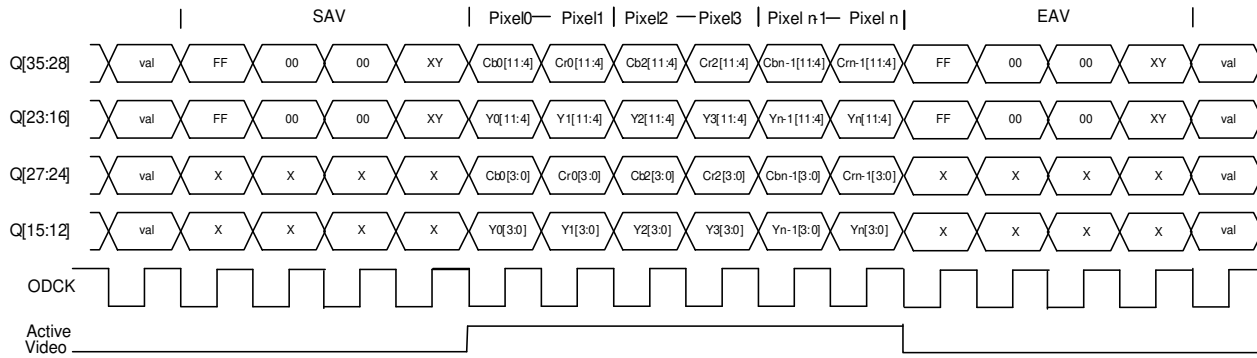 SAV Pixel0 Pixel1 Pixel2 Pixel3 Pixel n-1 Pixel n EAV
Q[35:28] val FF 00 00 XY Cb0[11:4] Cr0[11:4] Cb2[11:4] Cr2[11:4] Cbn-1[11:4] Crn-1[11:4] FF 00 00 XY val
Q[23:16] val FF 00 00 XY Y0[11:4] Y1[11:4] Y2[11:4] Y3[11:4] Yn-1[11:4] Yn[11:4] FF 00 00 XY val
Q[27:24] val X X X X Cb0[3:0] Cr0[3:0] Cb2[3:0] Cr2[3:0] Cbn-1[3:0] Crn-1[3:0] X X X X val
Q[15:12] val X X X X Y0[3:0] Y1[3:0] Y2[3:0] Y3[3:0] Yn-1[3:0] Yn[3:0] X X X X val
ODCK
Active
Video